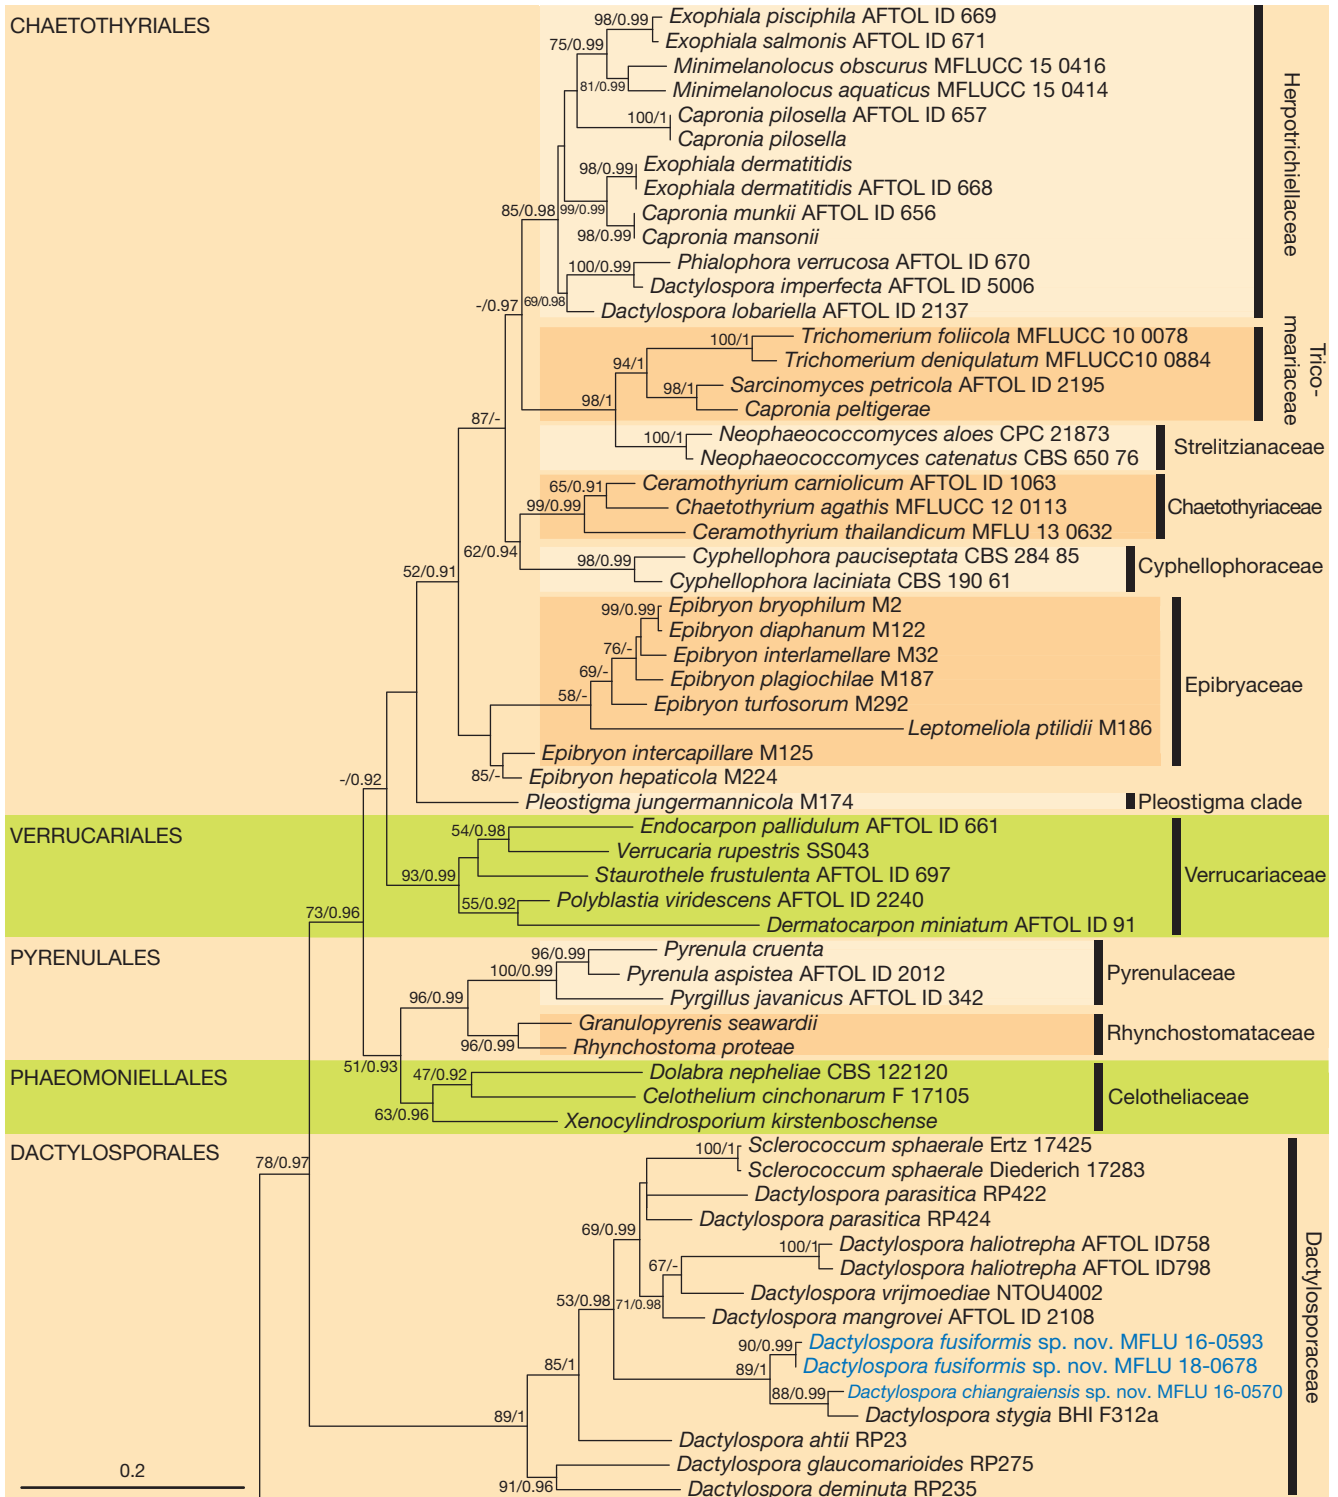 CHAETOTHYRIALES
98/0.99
Exophiala pisciphila AFTOL ID 669
75/0.99
Exophiala salmonis AFTOL ID 671
Minimelanolocus obscurus MFLUCC 15 0416
81/0.99
Minimelanolocus aquaticus MFLUCC 15 0414
100/1
Capronia pilosella AFTOL ID 657
Capronia pilosella
Herpotrichiellaceae
98/0.99
Exophiala dermatitidis
Exophiala dermatitidis AFTOL ID 668
85/0.98
99/0.99
Capronia munkii AFTOL ID 656
98/0.99
Capronia mansonii
100/0.99
Phialophora verrucosa AFTOL ID 670
Dactylospora imperfecta AFTOL ID 5006
-/0.97
69/0.98
Dactylospora lobariella AFTOL ID 2137
100/1
Trichomerium foliicola MFLUCC 10 0078
Trichomerium deniqulatum MFLUCC10 0884
Trico-
meariaceae
94/1
98/1
Sarcinomyces petricola AFTOL ID 2195
98/1
Capronia peltigerae
87/-
100/1
Neophaeococcomyces aloes CPC 21873
Neophaeococcomyces catenatus CBS 650 76
Strelitzianaceae
65/0.91
Ceramothyrium carniolicum AFTOL ID 1063
99/0.99
Chaetothyrium agathis MFLUCC 12 0113
Chaetothyriaceae
Ceramothyrium thailandicum MFLU 13 0632
62/0.94
98/0.99
Cyphellophora pauciseptata CBS 284 85
Cyphellophora laciniata CBS 190 61
Cyphellophoraceae
52/0.91
99/0.99
Epibryon bryophilum M2
Epibryon diaphanum M122
76/-
Epibryon interlamellare M32
69/-
Epibryon plagiochilae M187
Epibryaceae
58/-
Epibryon turfosorum M292
Leptomeliola ptilidii M186
Epibryon intercapillare M125
85/-
Epibryon hepaticola M224
-/0.92
Pleostigma jungermannicola M174
Pleostigma clade
VERRUCARIALES
54/0.98
Endocarpon pallidulum AFTOL ID 661
Verrucaria rupestris SS043
93/0.99
Staurothele frustulenta AFTOL ID 697
Verrucariaceae
55/0.92
Polyblastia viridescens AFTOL ID 2240
73/0.96
Dermatocarpon miniatum AFTOL ID 91
PYRENULALES
96/0.99
Pyrenula cruenta
100/0.99
Pyrenula aspistea AFTOL ID 2012
Pyrenulaceae
96/0.99
Pyrgillus javanicus AFTOL ID 342
Granulopyrenis seawardii
96/0.99
Rhynchostoma proteae
Rhynchostomataceae
51/0.93
PHAEOMONIELLALES
47/0.92
Dolabra nepheliae CBS 122120
Celothelium cinchonarum F 17105
Celotheliaceae
63/0.96
Xenocylindrosporium kirstenboschense
DACTYLOSPORALES
78/0.97
100/1
Sclerococcum sphaerale Ertz 17425
Sclerococcum sphaerale Diederich 17283
Dactylospora parasitica RP422
69/0.99
Dactylospora parasitica RP424
100/1
Dactylospora haliotrepha AFTOL ID758
67/-
Dactylospora haliotrepha AFTOL ID798
Dactylospora vrijmoediae NTOU4002
53/0.98
71/0.98
Dactylospora mangrovei AFTOL ID 2108
Dactylosporaceae
90/0.99
Dactylospora fusiformis sp. nov. MFLU 16-0593
89/1
Dactylospora fusiformis sp. nov. MFLU 18-0678
85/1
88/0.99
Dactylospora chiangraiensis sp. nov. MFLU 16-0570
Dactylospora stygia BHI F312a
89/1
Dactylospora ahtii RP23
Dactylospora glaucomarioides RP275
91/0.96
Dactylospora deminuta RP235
0.2